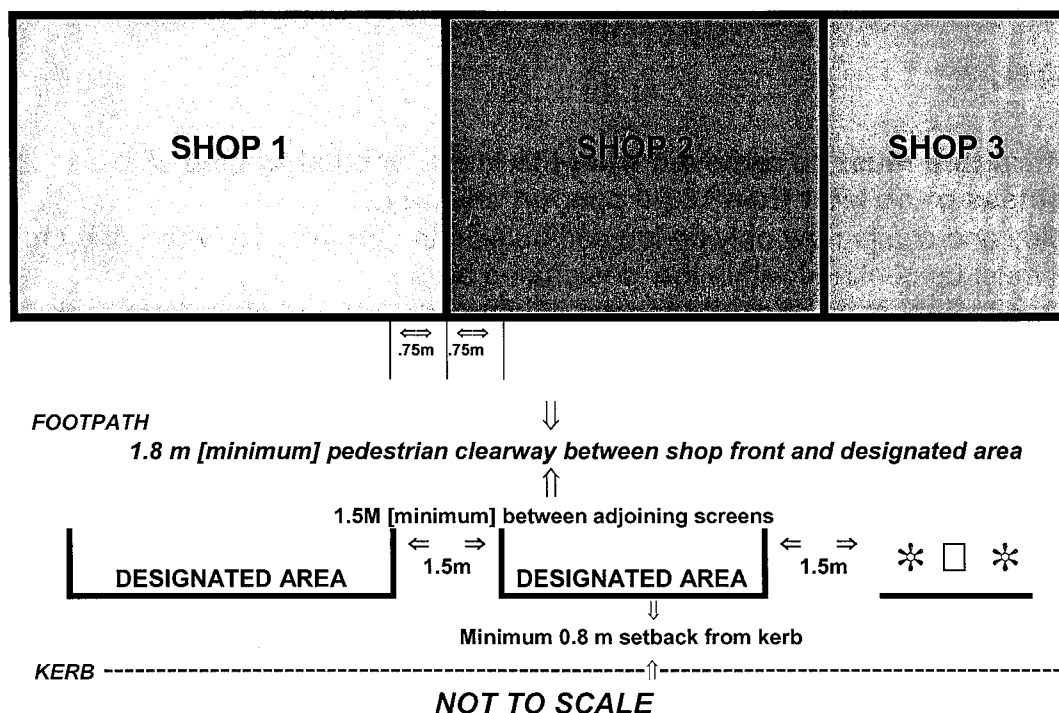 SHOP 1
SHOP 2
SHOP 3
.75m .75m
FOOTPATH
1.8 m [minimum] pedestrian clearway between shop front and designated area
1.5M [minimum] between adjoining screens
1.5m
1.5m
DESIGNATED AREA
DESIGNATED AREA
Minimum 0.8 m setback from kerb
KERB
NOT TO SCALE